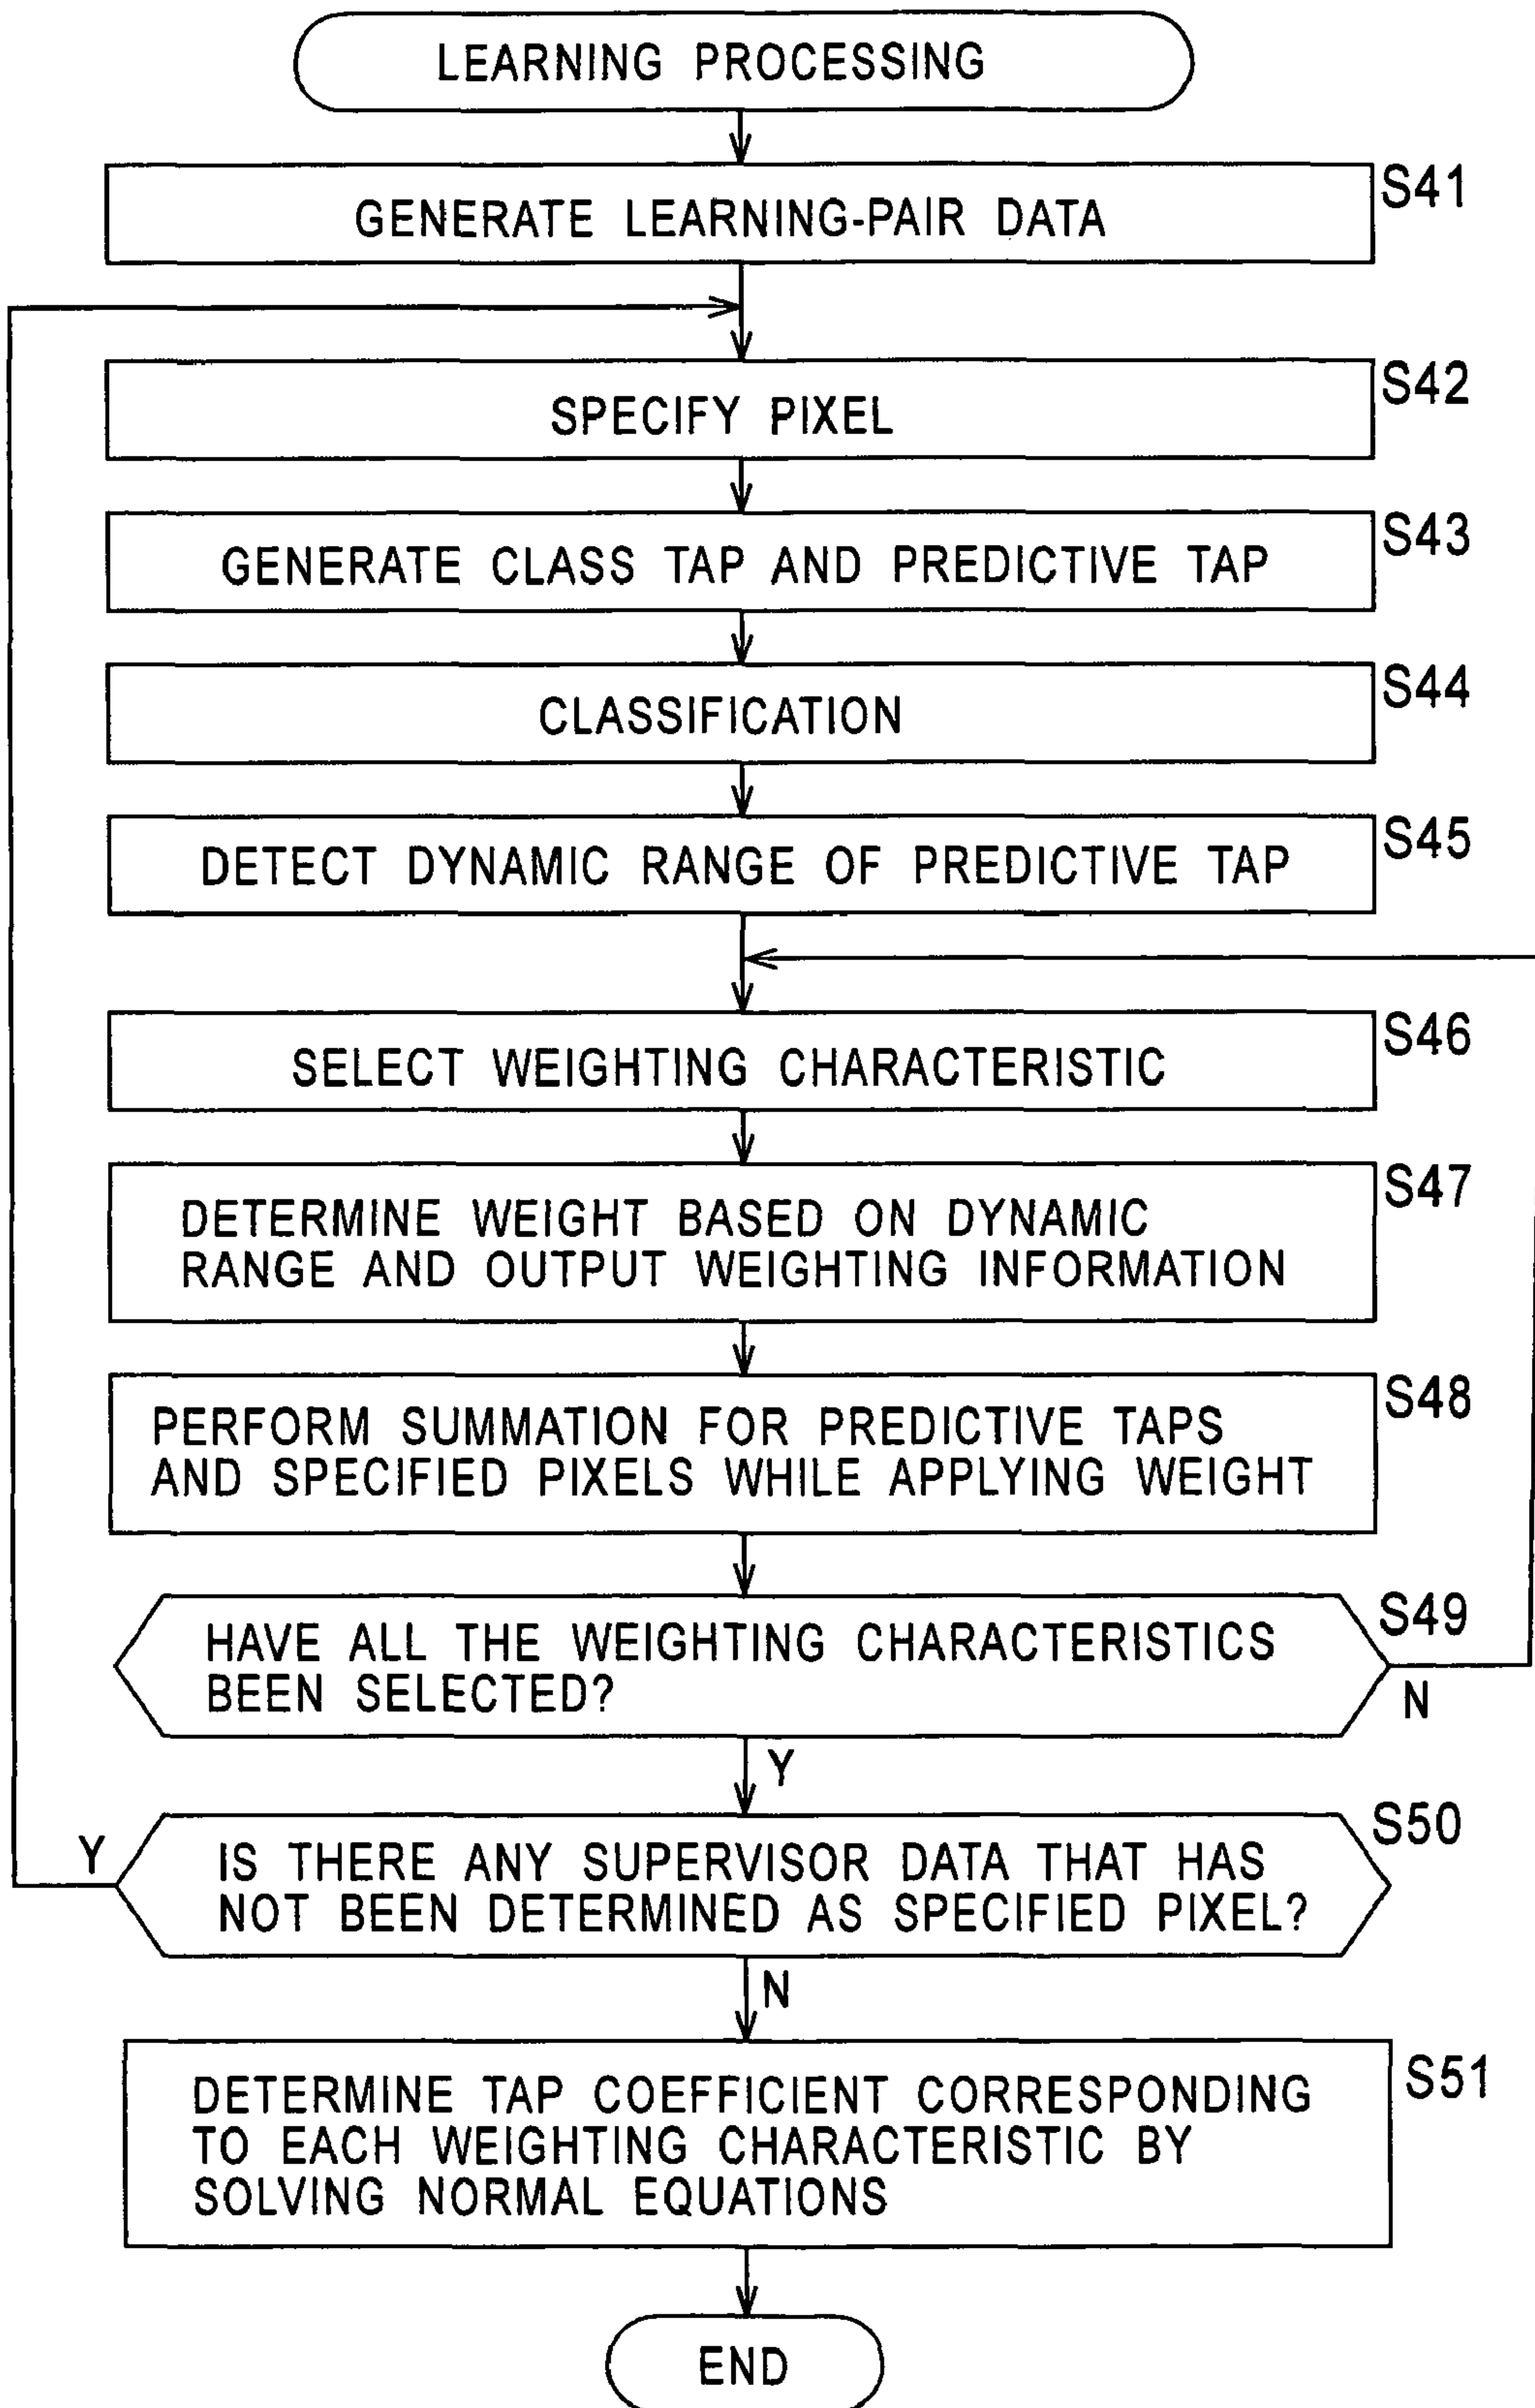 LEARNING PROCESSING
S41
GENERATE LEARNING-PAIR DATA
S42
SPECIFY PIXEL
S43
GENERATE CLASS TAP AND PREDICTIVE TAP
S44
CLASSIFICATION
S45
DETECT DYNAMIC RANGE OF PREDICTIVE TAP
S46
SELECT WEIGHTING CHARACTERISTIC
S47
DETERMINE WEIGHT BASED ON DYNAMIC
RANGE AND OUTPUT WEIGHTING INFORMATION
S48
PERFORM SUMMATION FOR PREDICTIVE TAPS
AND SPECIFIED PIXELS WHILE APPLYING WEIGHT
S49
HAVE ALL THE WEIGHTING CHARACTERISTICS
BEEN SELECTED?
N
Y
S50
Y
IS THERE ANY SUPERVISOR DATA THAT HAS
NOT BEEN DETERMINED AS SPECIFIED PIXEL?
N
S51
DETERMINE TAP COEFFICIENT CORRESPONDING
TO EACH WEIGHTING CHARACTERISTIC BY
SOLVING NORMAL EQUATIONS
END